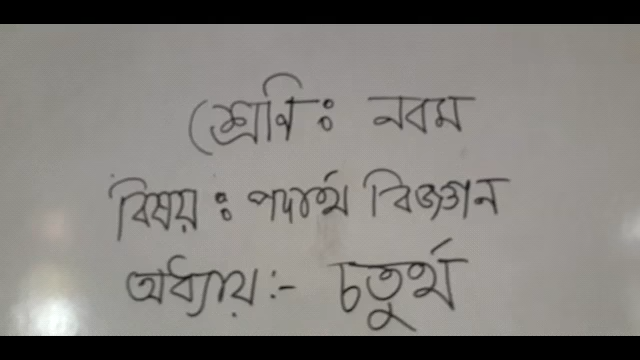 শ্রেণি : নবম
বিষয় : পদার্থ বিজ্ঞান
অধ্যায় :- চতুর্থ